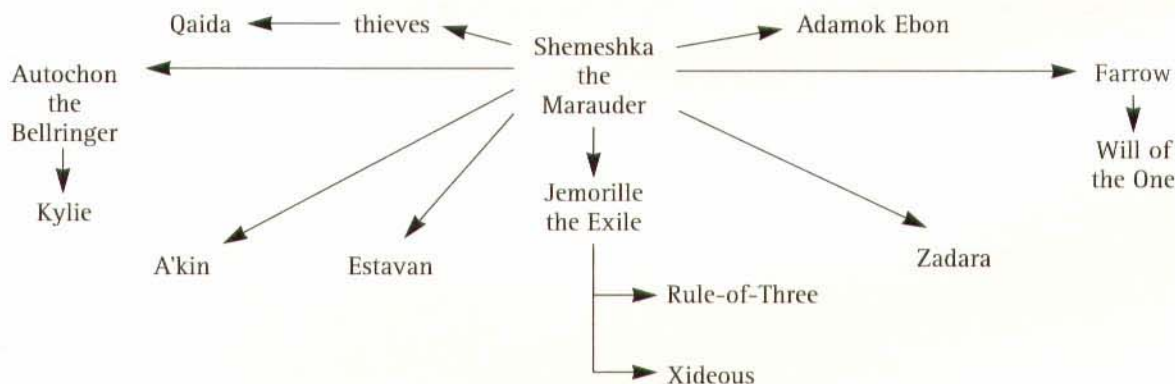 Qaida
thieves
Shemeshka
the
Marauder
Adamok Ebon
Autochon
the
Bellringer
Farrow
Kylie
Will of
the One
Jemorille
the Exile
A'kin
Estavan
Zadara
Rule-of-Three
Xideous